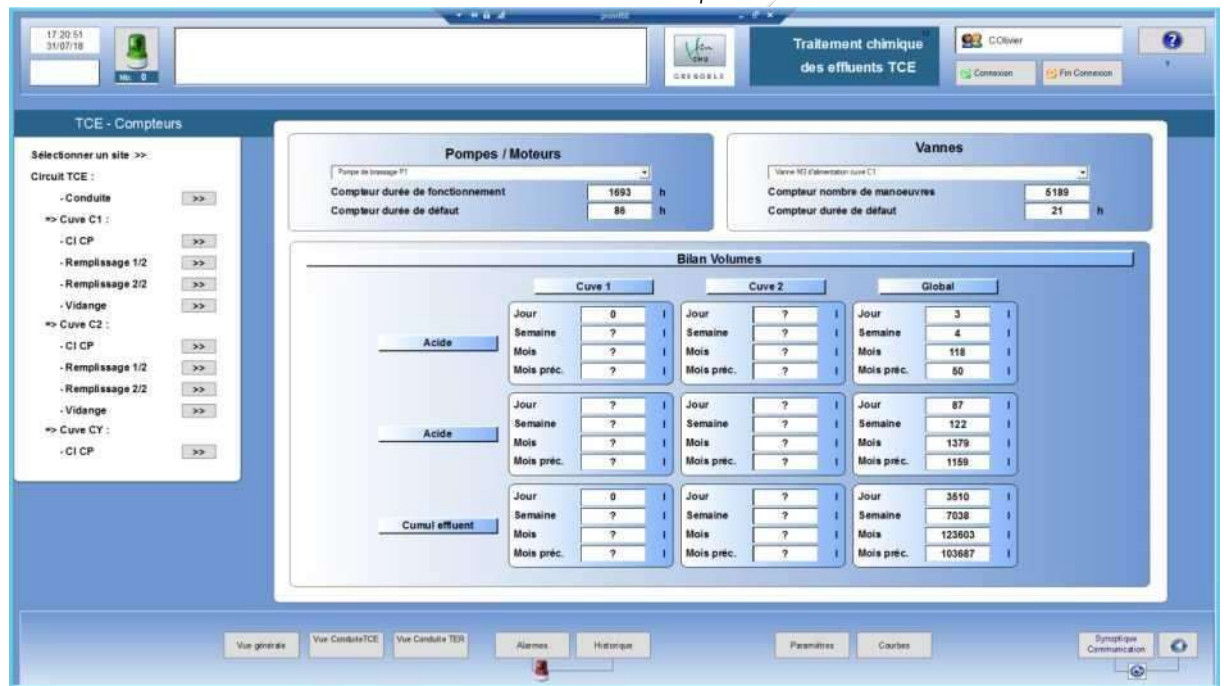 17:20:51
31/07/18
Nb: 0
CHU
GRENOBLE
Traitement chimique
des effluents TCE
COlivier
Connexion
Fin Connexion
?
TCE - Compteurs
Sélectionner un site >>
Circuit TCE :
- Conduite >>
=> Cuve C1 :
- CI CP >>
- Remplissage 1/2 >>
- Remplissage 2/2 >>
- Vidange >>
=> Cuve C2 :
- CI CP >>
- Remplissage 1/2 >>
- Remplissage 2/2 >>
- Vidange >>
=> Cuve CY :
- CI CP >>
Pompes / Moteurs
Pompe de brassage P1
Compteur durée de fonctionnement 1693 h
Compteur durée de défaut 86 h
Vannes
Vanne M3 d'alimentation cuve C1
Compteur nombre de manoeuvres 5189
Compteur durée de défaut 21 h
Bilan Volumes
Cuve 1 Cuve 2 Global
Acide
Jour 0 l Jour ? l Jour 3 l
Semaine ? l Semaine ? l Semaine 4 l
Mois ? l Mois ? l Mois 118 l
Mois préc. ? l Mois préc. ? l Mois préc. 50 l
Acide
Jour ? l Jour ? l Jour 87 l
Semaine ? l Semaine ? l Semaine 122 l
Mois ? l Mois ? l Mois 1379 l
Mois préc. ? l Mois préc. ? l Mois préc. 1159 l
Cumul effluent
Jour 0 l Jour ? l Jour 3510 l
Semaine ? l Semaine ? l Semaine 7038 l
Mois ? l Mois ? l Mois 123603 l
Mois préc. ? l Mois préc. ? l Mois préc. 103687 l
Vue générale
Vue ConduiteTCE
Vue Conduite TER
Alarmes
Historique
Paramètres
Courbes
Synoptique
Communication